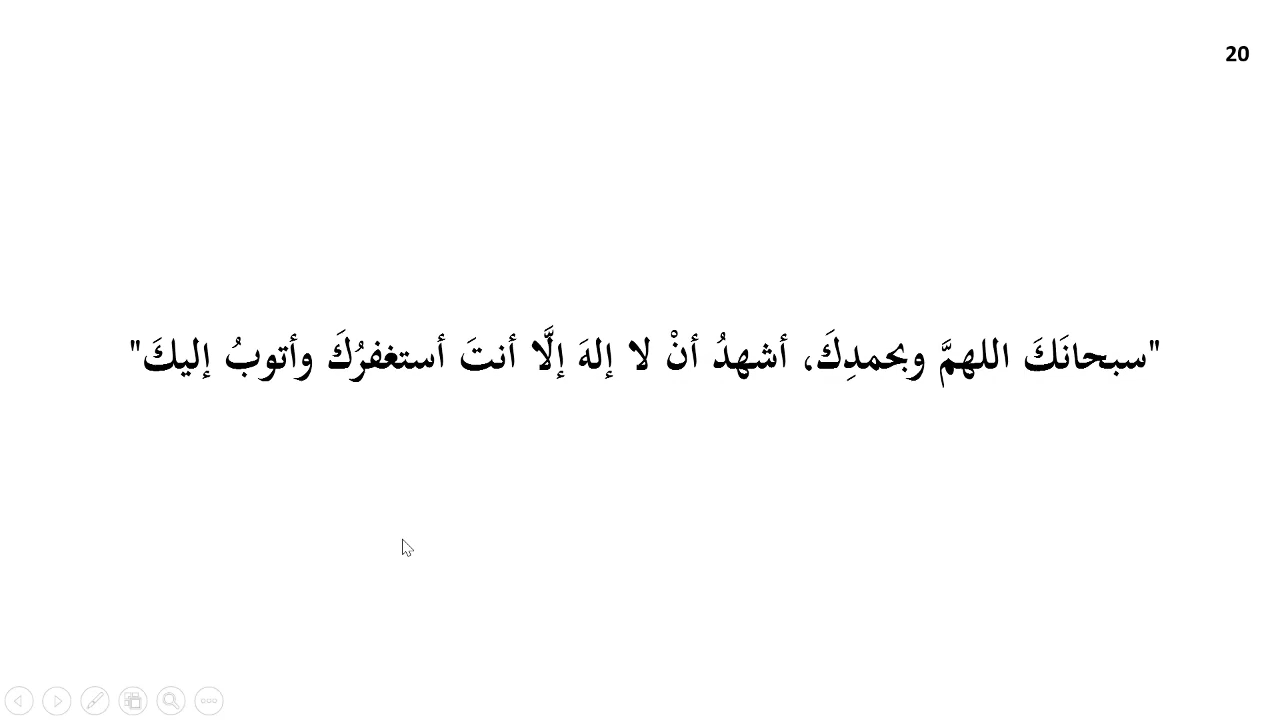 20
"سبحانَكَ اللهمَّ وبحمدِكَ، أشهدُ أنْ لا إلهَ إلَّا أنتَ أستغفرُكَ وأتوبُ إليكَ"